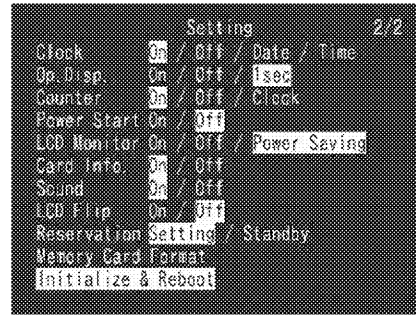 Setting 2/2
Clock On / Off / Date / Time
Op.Disp. On / Off / 1sec
Counter On / Off / Clock
Power Start On / Off
LCD Monitor On / Off / Power Saving
Card Info. On / Off
Sound On / Off
LCD Flip On / Off
Reservation Setting / Standby
Memory Card Format
Initialize & Reboot